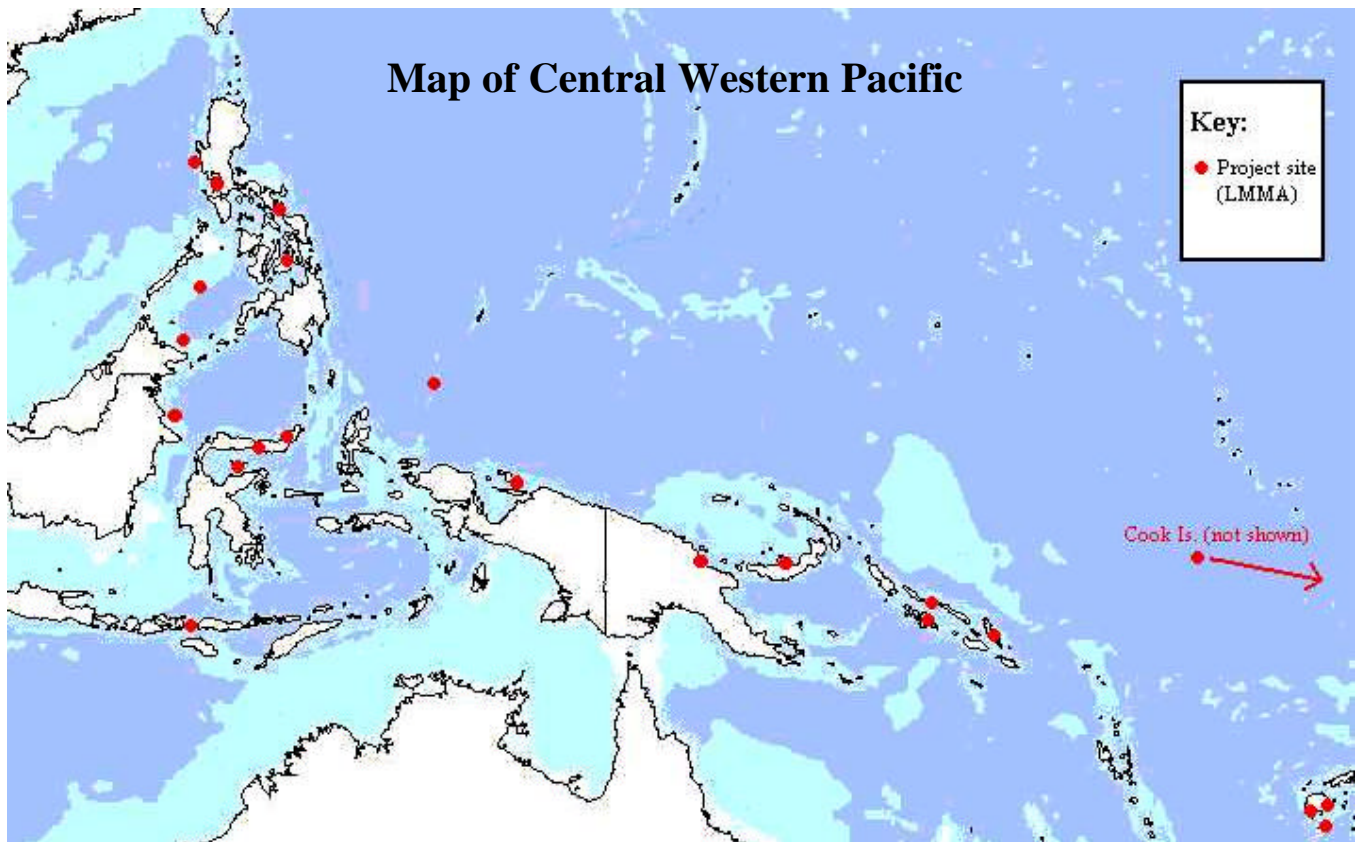 Map of Central Western Pacific
Key:
Project site
(LMMA)
Cook Is. (not shown)